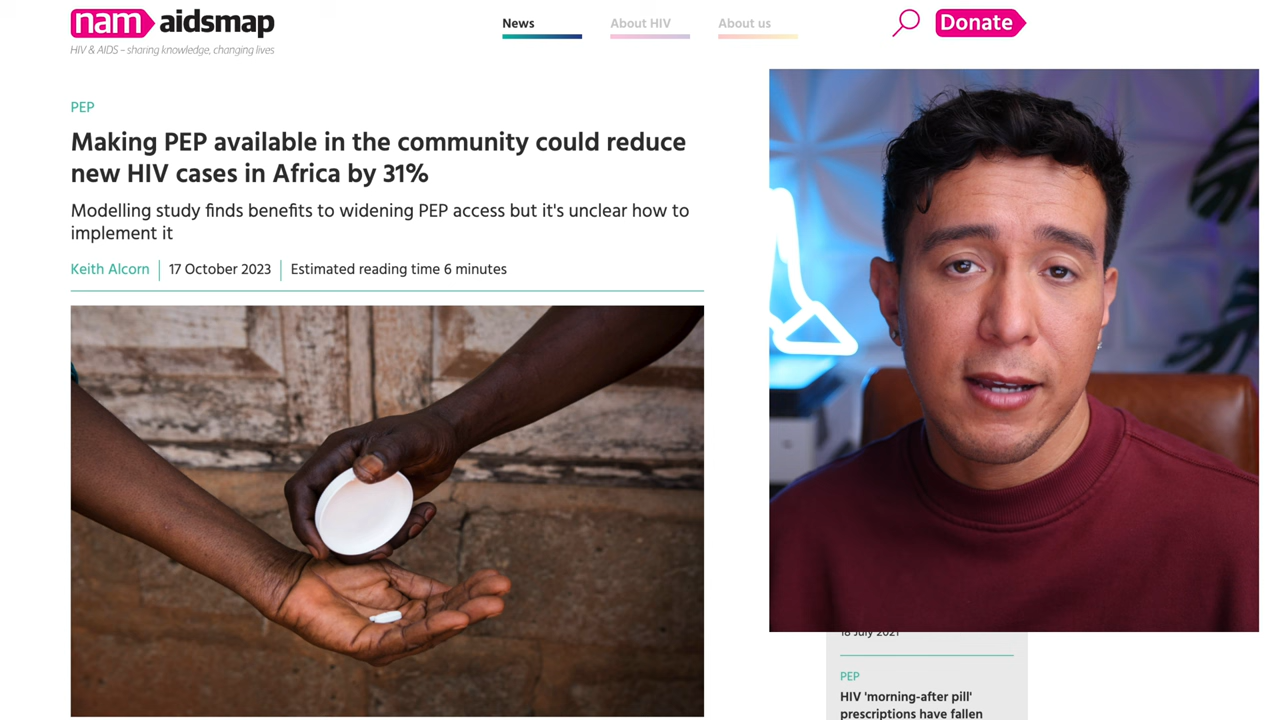 nam aidsmap
HIV & AIDS – sharing knowledge, changing lives
News
About HIV
About us
Donate
PEP
Making PEP available in the community could reduce
new HIV cases in Africa by 31%
Modelling study finds benefits to widening PEP access but it's unclear how to
implement it
Keith Alcorn
17 October 2023
Estimated reading time 6 minutes
18 July 2021
PEP
HIV 'morning-after pill'
prescriptions have fallen